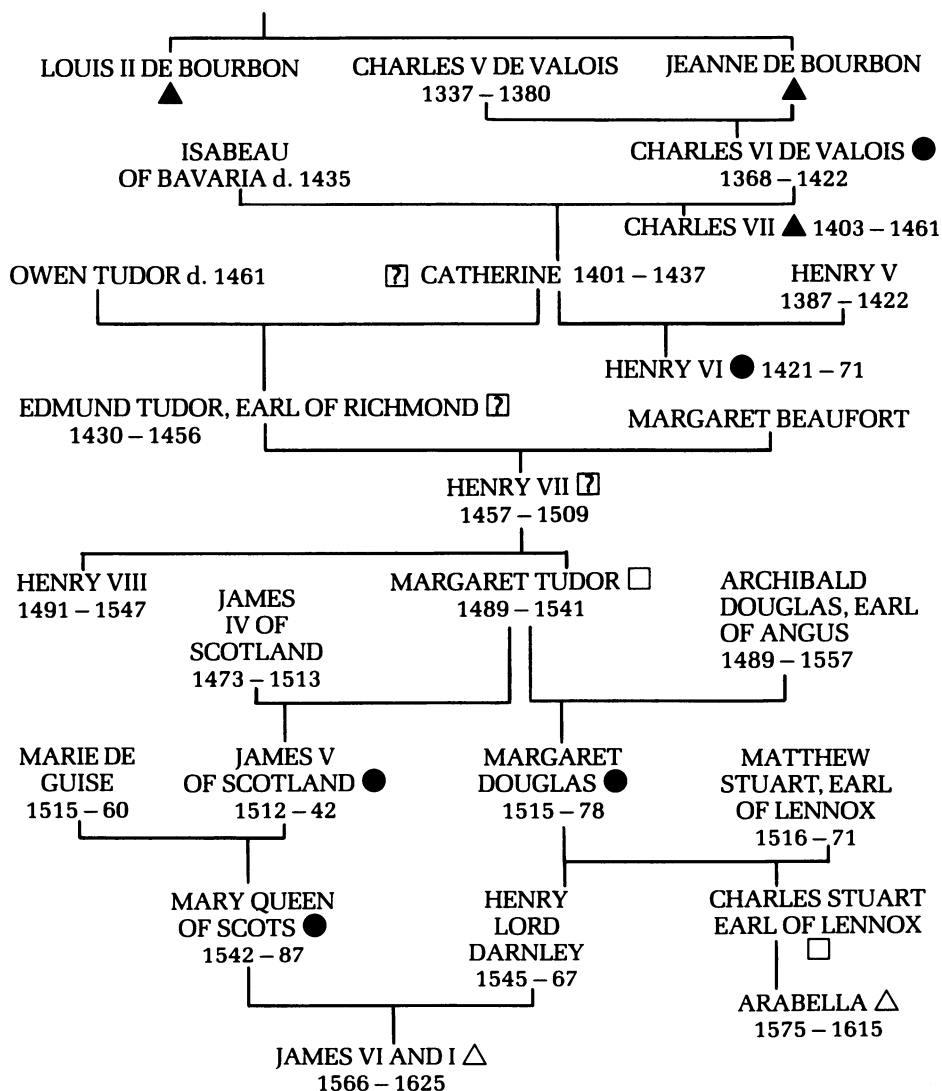 LOUIS II DE BOURBON
CHARLES V DE VALOIS
1337 – 1380
JEANNE DE BOURBON
ISABEAU
OF BAVARIA d. 1435
CHARLES VI DE VALOIS
1368 – 1422
CHARLES VII 1403 – 1461
OWEN TUDOR d. 1461
? CATHERINE 1401 – 1437
HENRY V
1387 – 1422
HENRY VI 1421 – 71
EDMUND TUDOR, EARL OF RICHMOND ?
1430 – 1456
MARGARET BEAUFORT
HENRY VII ?
1457 – 1509
HENRY VIII
1491 – 1547
JAMES
IV OF
SCOTLAND
1473 – 1513
MARGARET TUDOR
1489 – 1541
ARCHIBALD
DOUGLAS, EARL
OF ANGUS
1489 – 1557
MARIE DE
GUISE
1515 – 60
JAMES V
OF SCOTLAND
1512 – 42
MARGARET
DOUGLAS
1515 – 78
MATTHEW
STUART, EARL
OF LENNOX
1516 – 71
MARY QUEEN
OF SCOTS
1542 – 87
HENRY
LORD
DARNLEY
1545 – 67
CHARLES STUART
EARL OF LENNOX
ARABELLA
1575 – 1615
JAMES VI AND I
1566 – 1625